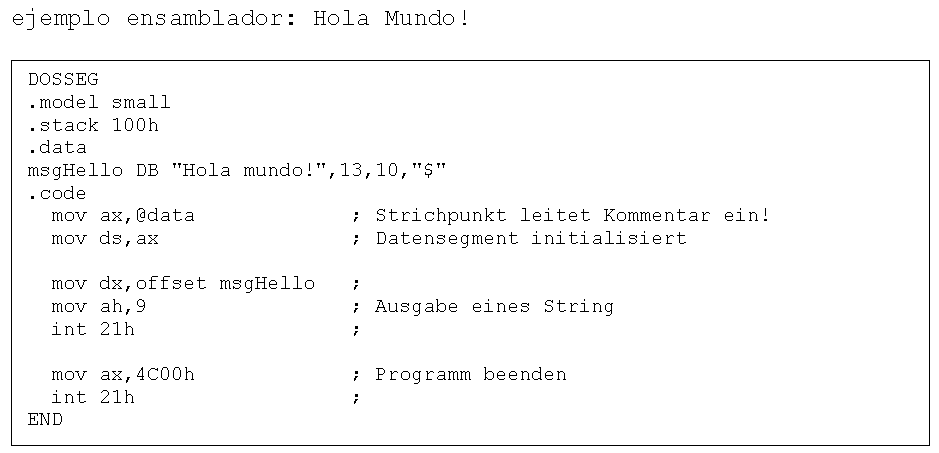 ejemplo ensamblador: Hola Mundo!
DOSSEG
.model small
.stack 100h
.data
msgHello DB "Hola mundo!",13,10,"$"
.code
mov ax,@data ; Strichpunkt leitet Kommentar ein!
mov ds,ax ; Datensegment initialisiert
mov dx,offset msgHello ;
mov ah,9 ; Ausgabe eines String
int 21h ;
mov ax,4C00h ; Programm beenden
int 21h ;
END